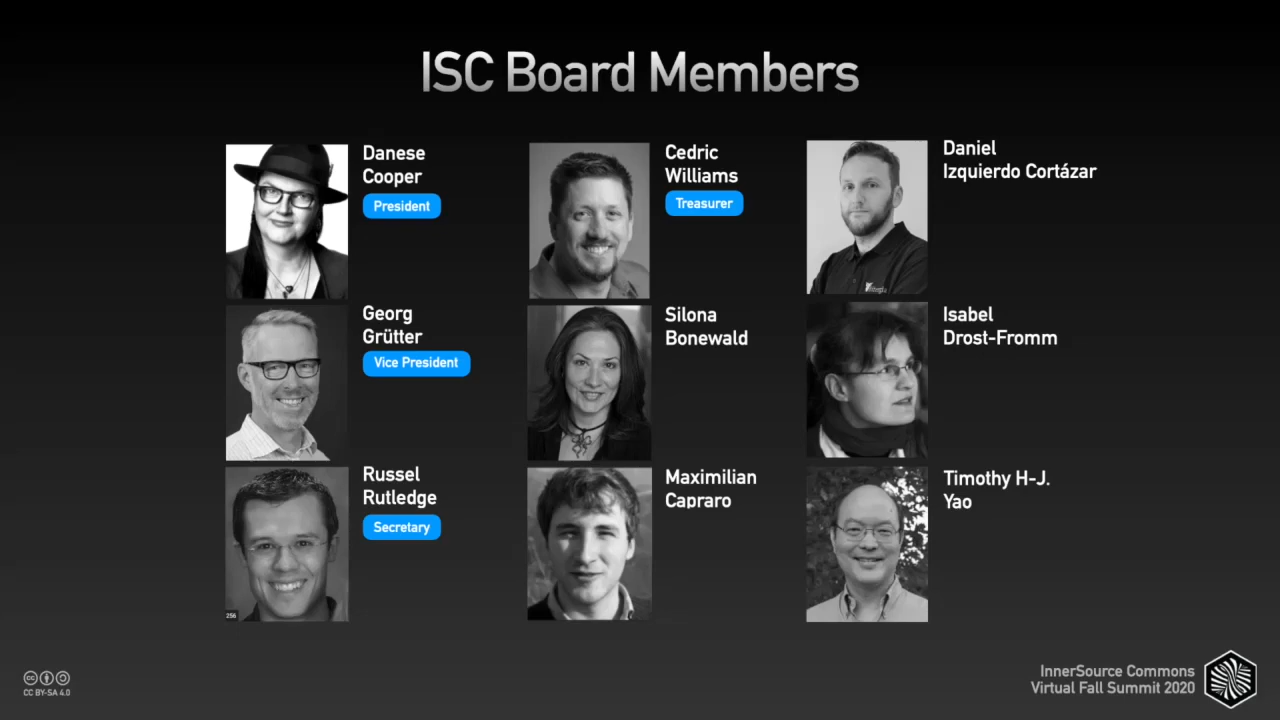 ISC Board Members
Danese
Cooper
President
Cedric
Williams
Treasurer
Daniel
Izquierdo Cortázar
Georg
Grütter
Vice President
Silona
Bonewald
Isabel
Drost-Fromm
Russel
Rutledge
Secretary
256
Maximilian
Capraro
Timothy H-J.
Yao
CC BY-SA 4.0
InnerSource Commons
Virtual Fall Summit 2020